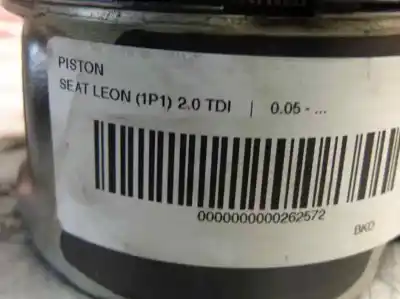 PISTON
SEAT LEON (1P1) 2.0 TDI | 0.05 - ...
0000000000262572
BKD